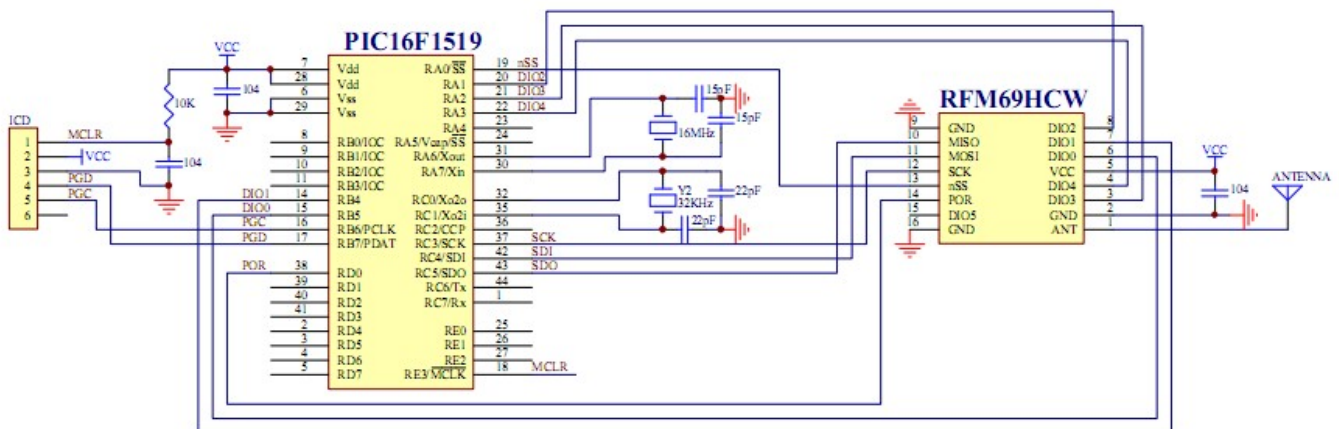 PIC16F1519
RFM69HCW
ICD
1
2
3
4
5
6
MCLR
VCC
PGD
PGC
10K
VCC
104
104
7 Vdd
28 Vdd
6 Vss
29 Vss
8 RB0/IOC
9 RB1/IOC
10 RB2/IOC
11 RB3/IOC
DIO1 14 RB4
DIO0 15 RB5
PGC 16 RB6/PCLK
PGD 17 RB7/PDAT
POR 38 RD0
39 RD1
40 RD2
41 RD3
2 RD4
3 RD5
4 RD6
5 RD7
RA0/SS 19 nSS
RA1 20 DIO2
RA2 21 DIO3
RA3 22 DIO4
RA4 23
RA5/Vcap/SS 24
RA6/Xout 31
RA7/Xin 30
RC0/Xo2o 32
RC1/Xo2i 35
RC2/CCP 36
RC3/SCK 37 SCK
RC4/SDI 42 SDI
RC5/SDO 43 SDO
RC6/Tx 44
RC7/Rx 1
RE0 25
RE1 26
RE2 27
RE3/MCLK 18 MCLR
15pF
15pF
16MHz
Y2
32KHz
22pF
22pF
9 GND
10 MISO
11 MOSI
12 SCK
13 nSS
14 POR
15 DIO5
16 GND
DIO2 8
DIO1 7
DIO0 6
VCC 5
DIO4 4
DIO3 3
GND 2
ANT 1
VCC
104
ANTENNA